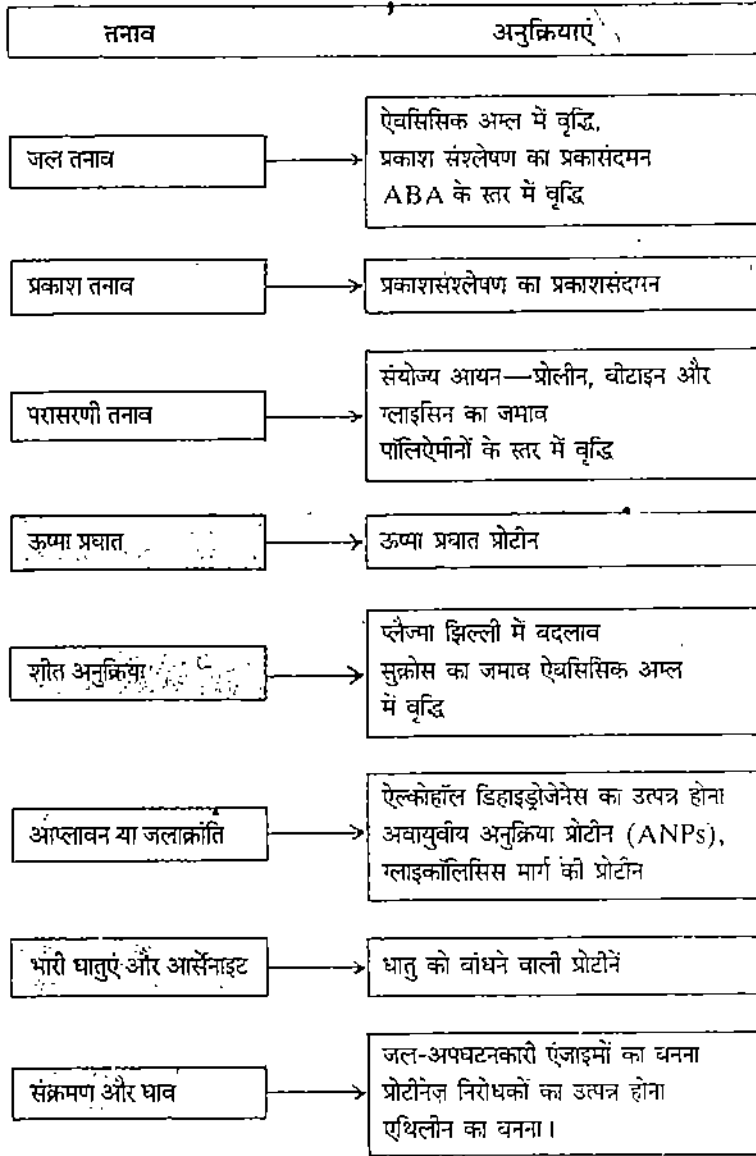 तनाव अनुक्रियाएं
जल तनाव
ऐबसिसिक अम्ल में वृद्धि,
प्रकाश संश्लेषण का प्रकासंदमन
ABA के स्तर में वृद्धि
प्रकाश तनाव
प्रकाशसंश्लेषण का प्रकाशसंदमन
परासरणी तनाव
संयोज्य आयन—प्रोलीन, बीटाइन और
ग्लाइसिन का जमाव
पॉलिऐमीनों के स्तर में वृद्धि
ऊष्मा प्रघात
ऊष्मा प्रघात प्रोटीन
शीत अनुक्रिया
प्लैज्मा झिल्ली में बदलाव
सुक्रोस का जमाव ऐबसिसिक अम्ल
में वृद्धि
आप्लावन या जलाक्रांति
ऐल्कोहॉल डिहाइड्रोजेनेस का उत्पन्न होना
अवायुवीय अनुक्रिया प्रोटीन (ANPs),
ग्लाइकॉलिसिस मार्ग की प्रोटीन
भारी धातुएं और आर्सेनाइट
धातु को बांधने वाली प्रोटीनें
संक्रमण और घाव
जल-अपघटनकारी एंजाइमों का बनना
प्रोटीनेज़ निरोधकों का उत्पन्न होना
एथिलीन का बनना।